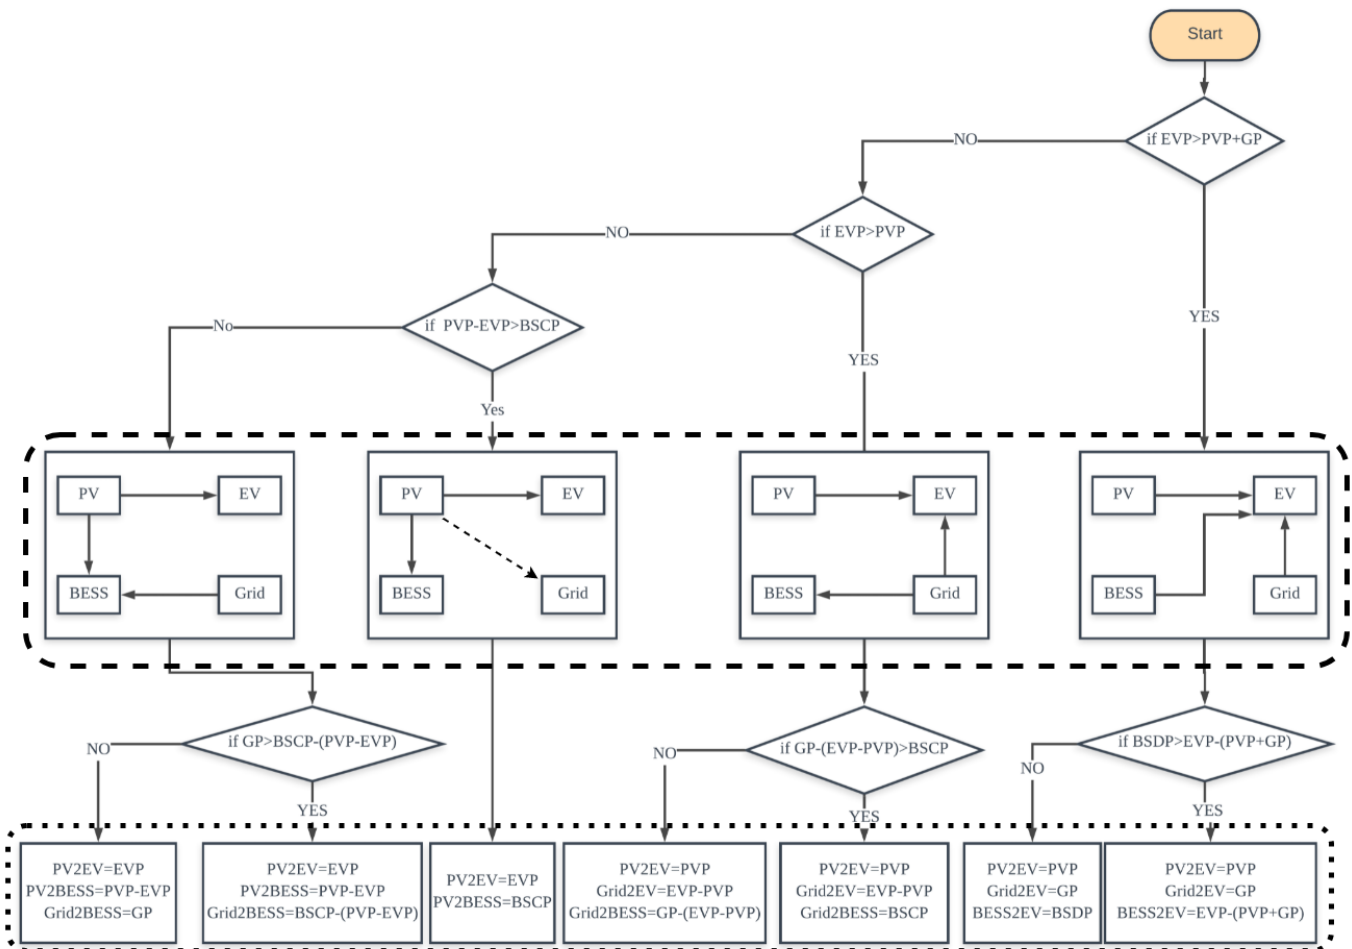 Start
if EVP>PVP+GP
NO
if EVP>PVP
NO
if PVP-EVP>BSCP
No
YES
YES
Yes
PV
EV
BESS
Grid
PV
EV
BESS
Grid
PV
EV
BESS
Grid
PV
EV
BESS
Grid
if GP>BSCP-(PVP-EVP)
NO
YES
if GP-(EVP-PVP)>BSCP
NO
YES
if BSDP>EVP-(PVP+GP)
NO
YES
PV2EV=EVP
PV2BESS=PVP-EVP
Grid2BESS=GP
PV2EV=EVP
PV2BESS=PVP-EVP
Grid2BESS=BSCP-(PVP-EVP)
PV2EV=EVP
PV2BESS=BSCP
PV2EV=PVP
Grid2EV=EVP-PVP
Grid2BESS=GP-(EVP-PVP)
PV2EV=PVP
Grid2EV=EVP-PVP
Grid2BESS=BSCP
PV2EV=PVP
Grid2EV=GP
BESS2EV=BSDP
PV2EV=PVP
Grid2EV=GP
BESS2EV=EVP-(PVP+GP)